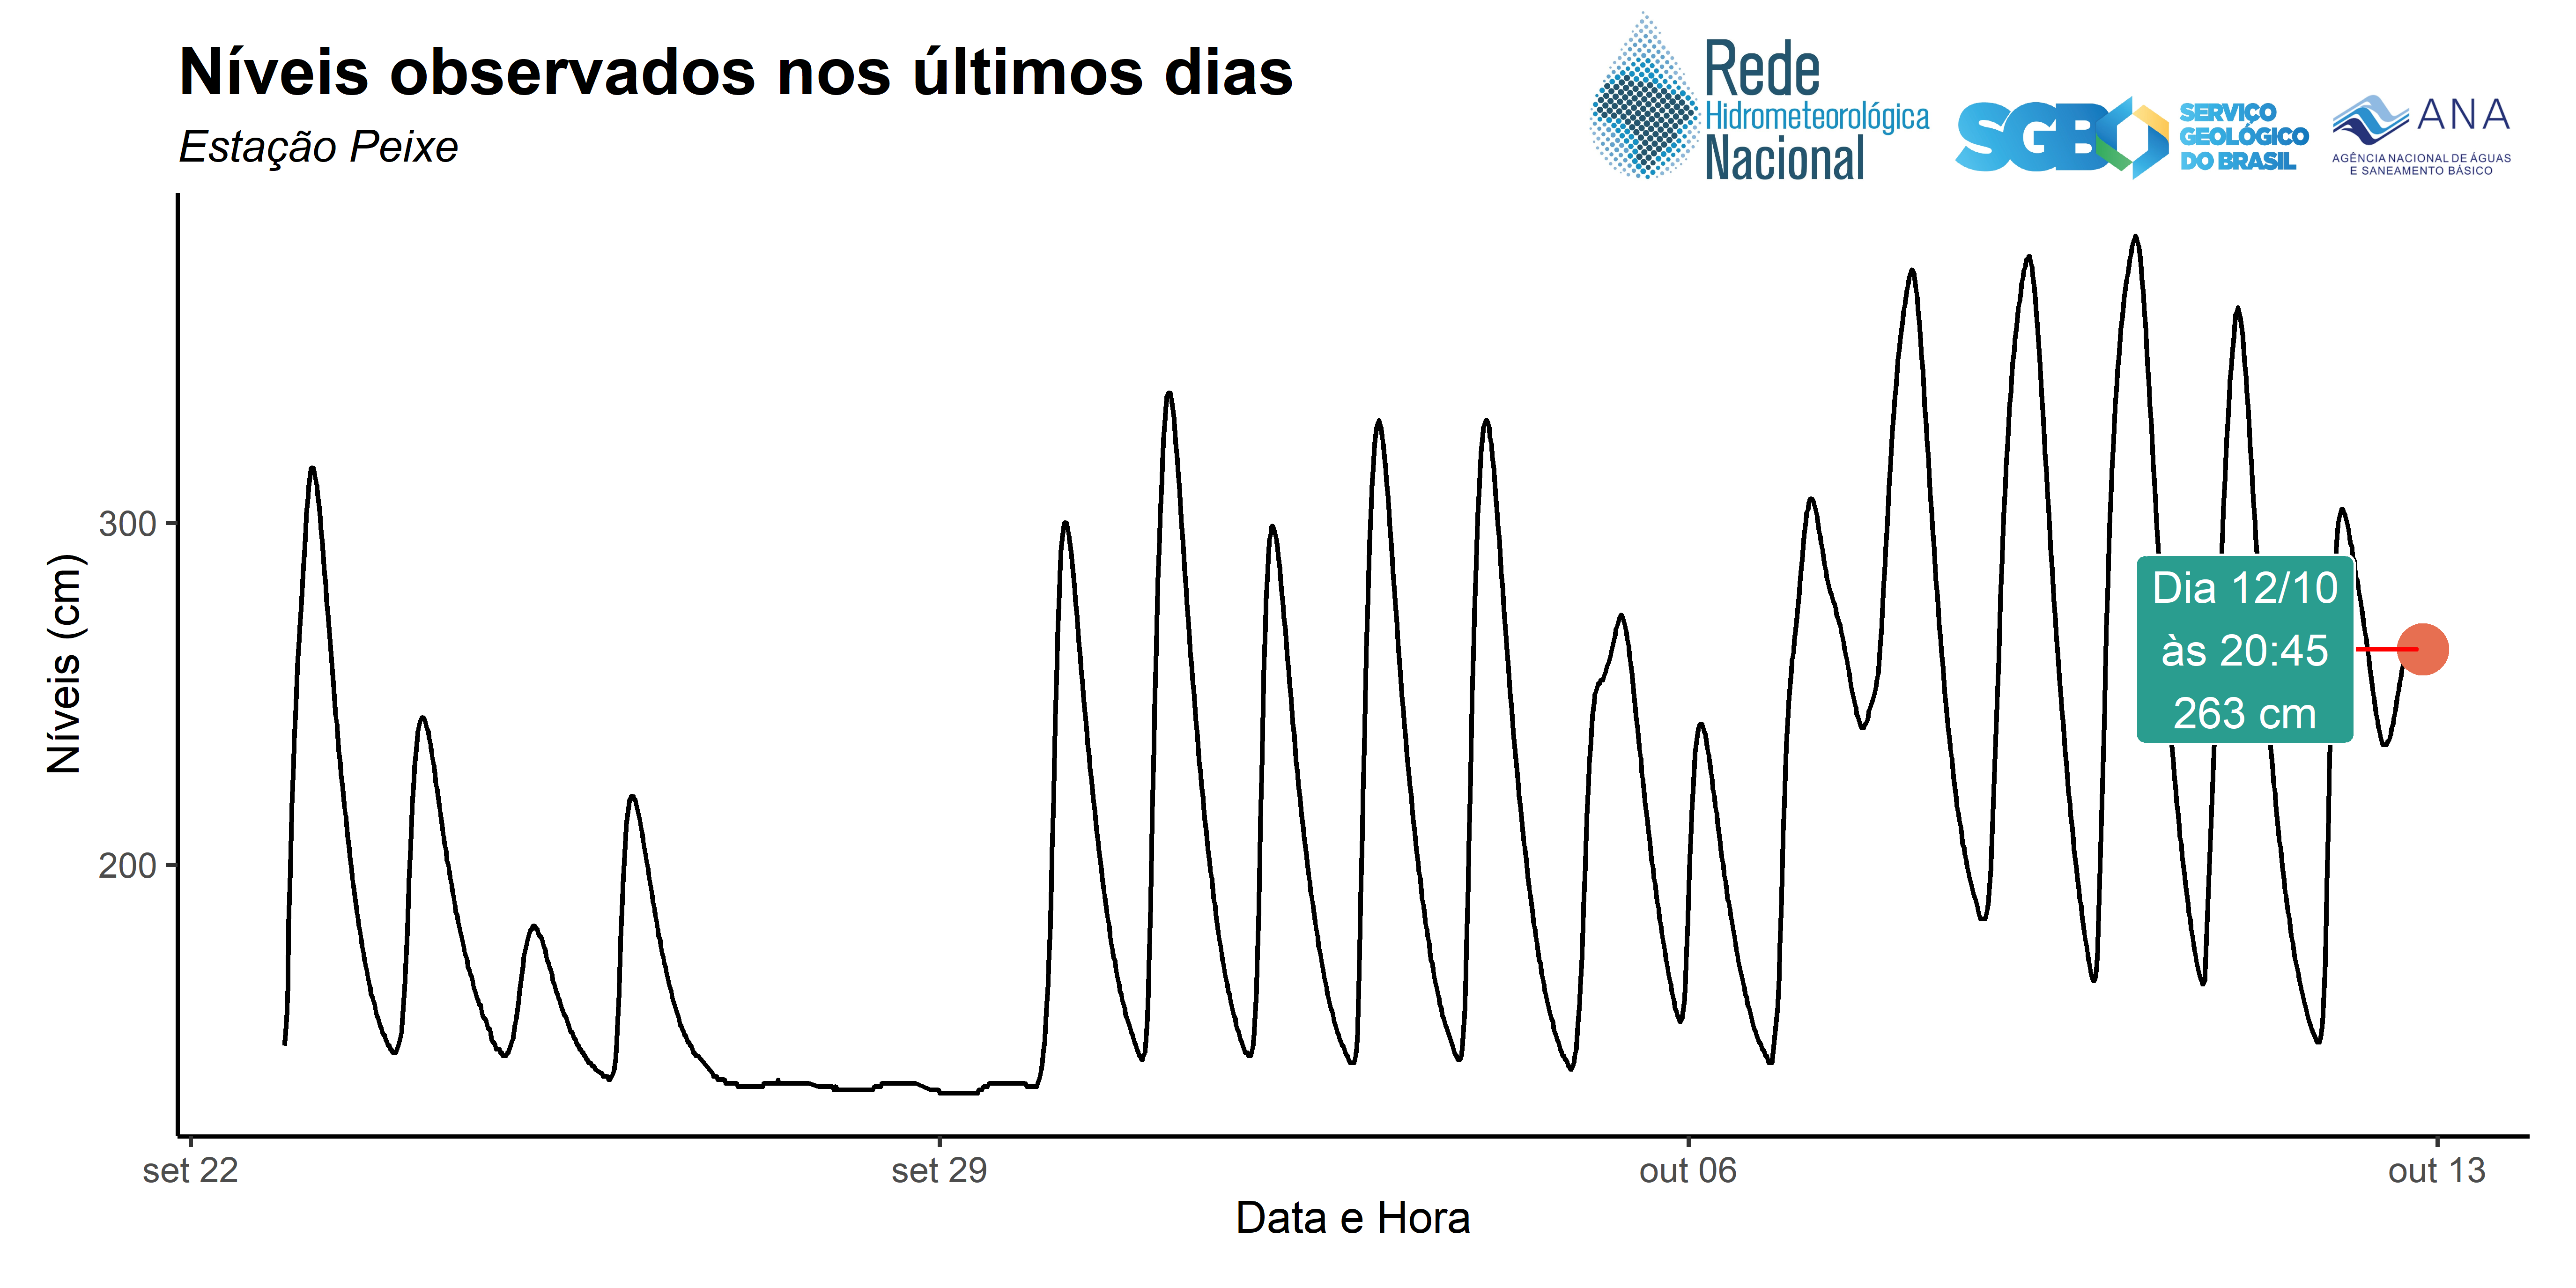 Níveis observados nos últimos dias
Estação Peixe
Rede
Hidrometeorológica
Nacional
SGB
SERVIÇO
GEOLÓGICO
DO BRASIL
ANA
AGÊNCIA NACIONAL DE ÁGUAS
E SANEAMENTO BÁSICO
Níveis (cm)
300
200
Dia 12/10
às 20:45
263 cm
set 22
set 29
out 06
out 13
Data e Hora